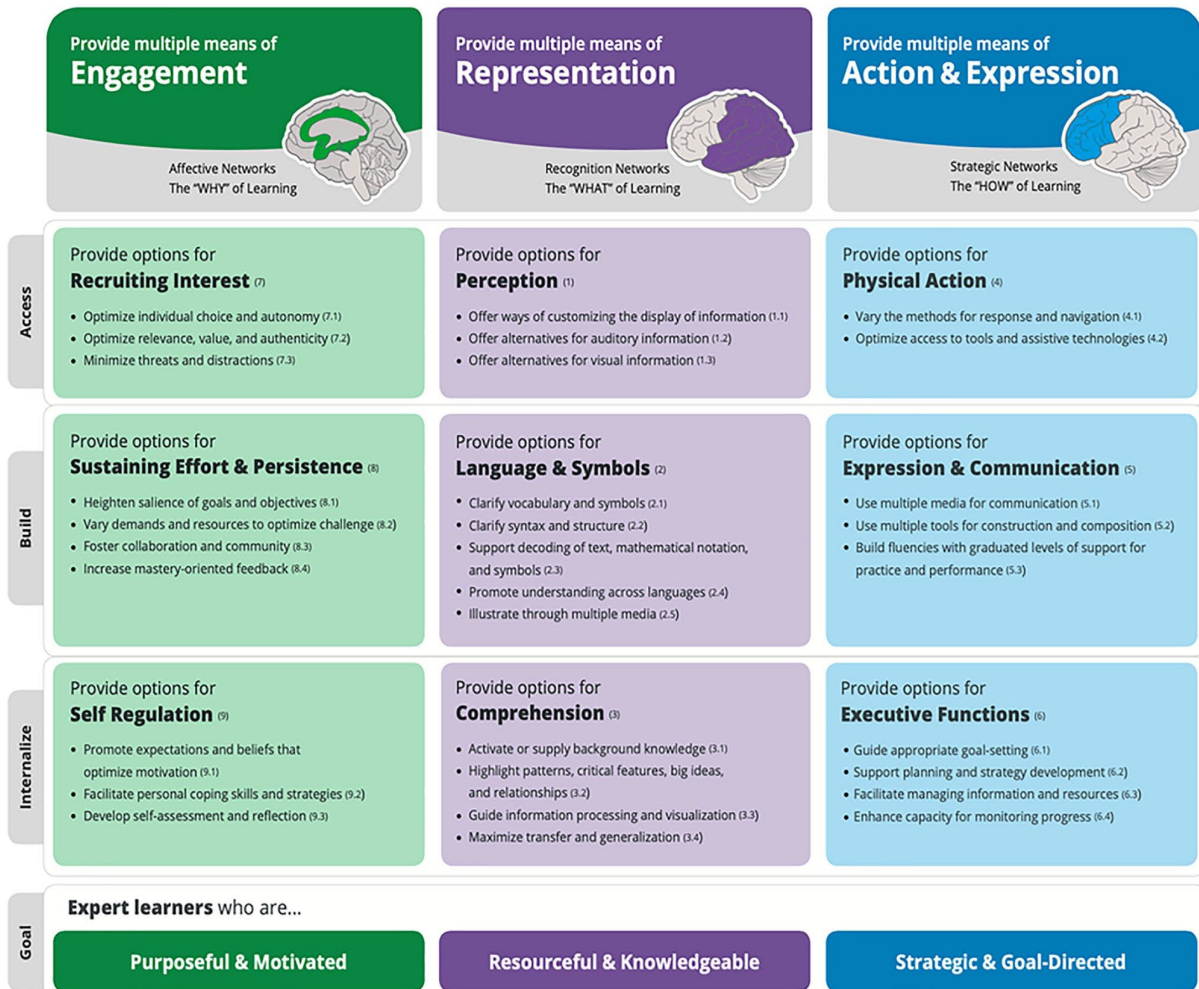 Provide multiple means of
Engagement
Affective Networks
The “WHY” of Learning
Provide multiple means of
Representation
Recognition Networks
The “WHAT” of Learning
Provide multiple means of
Action & Expression
Strategic Networks
The “HOW” of Learning
Access
Provide options for
Recruiting Interest (7)
• Optimize individual choice and autonomy (7.1)
• Optimize relevance, value, and authenticity (7.2)
• Minimize threats and distractions (7.3)
Provide options for
Perception (1)
• Offer ways of customizing the display of information (1.1)
• Offer alternatives for auditory information (1.2)
• Offer alternatives for visual information (1.3)
Provide options for
Physical Action (4)
• Vary the methods for response and navigation (4.1)
• Optimize access to tools and assistive technologies (4.2)
Build
Provide options for
Sustaining Effort & Persistence (8)
• Heighten salience of goals and objectives (8.1)
• Vary demands and resources to optimize challenge (8.2)
• Foster collaboration and community (8.3)
• Increase mastery-oriented feedback (8.4)
Provide options for
Language & Symbols (2)
• Clarify vocabulary and symbols (2.1)
• Clarify syntax and structure (2.2)
• Support decoding of text, mathematical notation,
and symbols (2.3)
• Promote understanding across languages (2.4)
• Illustrate through multiple media (2.5)
Provide options for
Expression & Communication (5)
• Use multiple media for communication (5.1)
• Use multiple tools for construction and composition (5.2)
• Build fluencies with graduated levels of support for
practice and performance (5.3)
Internalize
Provide options for
Self Regulation (9)
• Promote expectations and beliefs that
optimize motivation (9.1)
• Facilitate personal coping skills and strategies (9.2)
• Develop self-assessment and reflection (9.3)
Provide options for
Comprehension (3)
• Activate or supply background knowledge (3.1)
• Highlight patterns, critical features, big ideas,
and relationships (3.2)
• Guide information processing and visualization (3.3)
• Maximize transfer and generalization (3.4)
Provide options for
Executive Functions (6)
• Guide appropriate goal-setting (6.1)
• Support planning and strategy development (6.2)
• Facilitate managing information and resources (6.3)
• Enhance capacity for monitoring progress (6.4)
Goal
Expert learners who are...
Purposeful & Motivated
Resourceful & Knowledgeable
Strategic & Goal-Directed